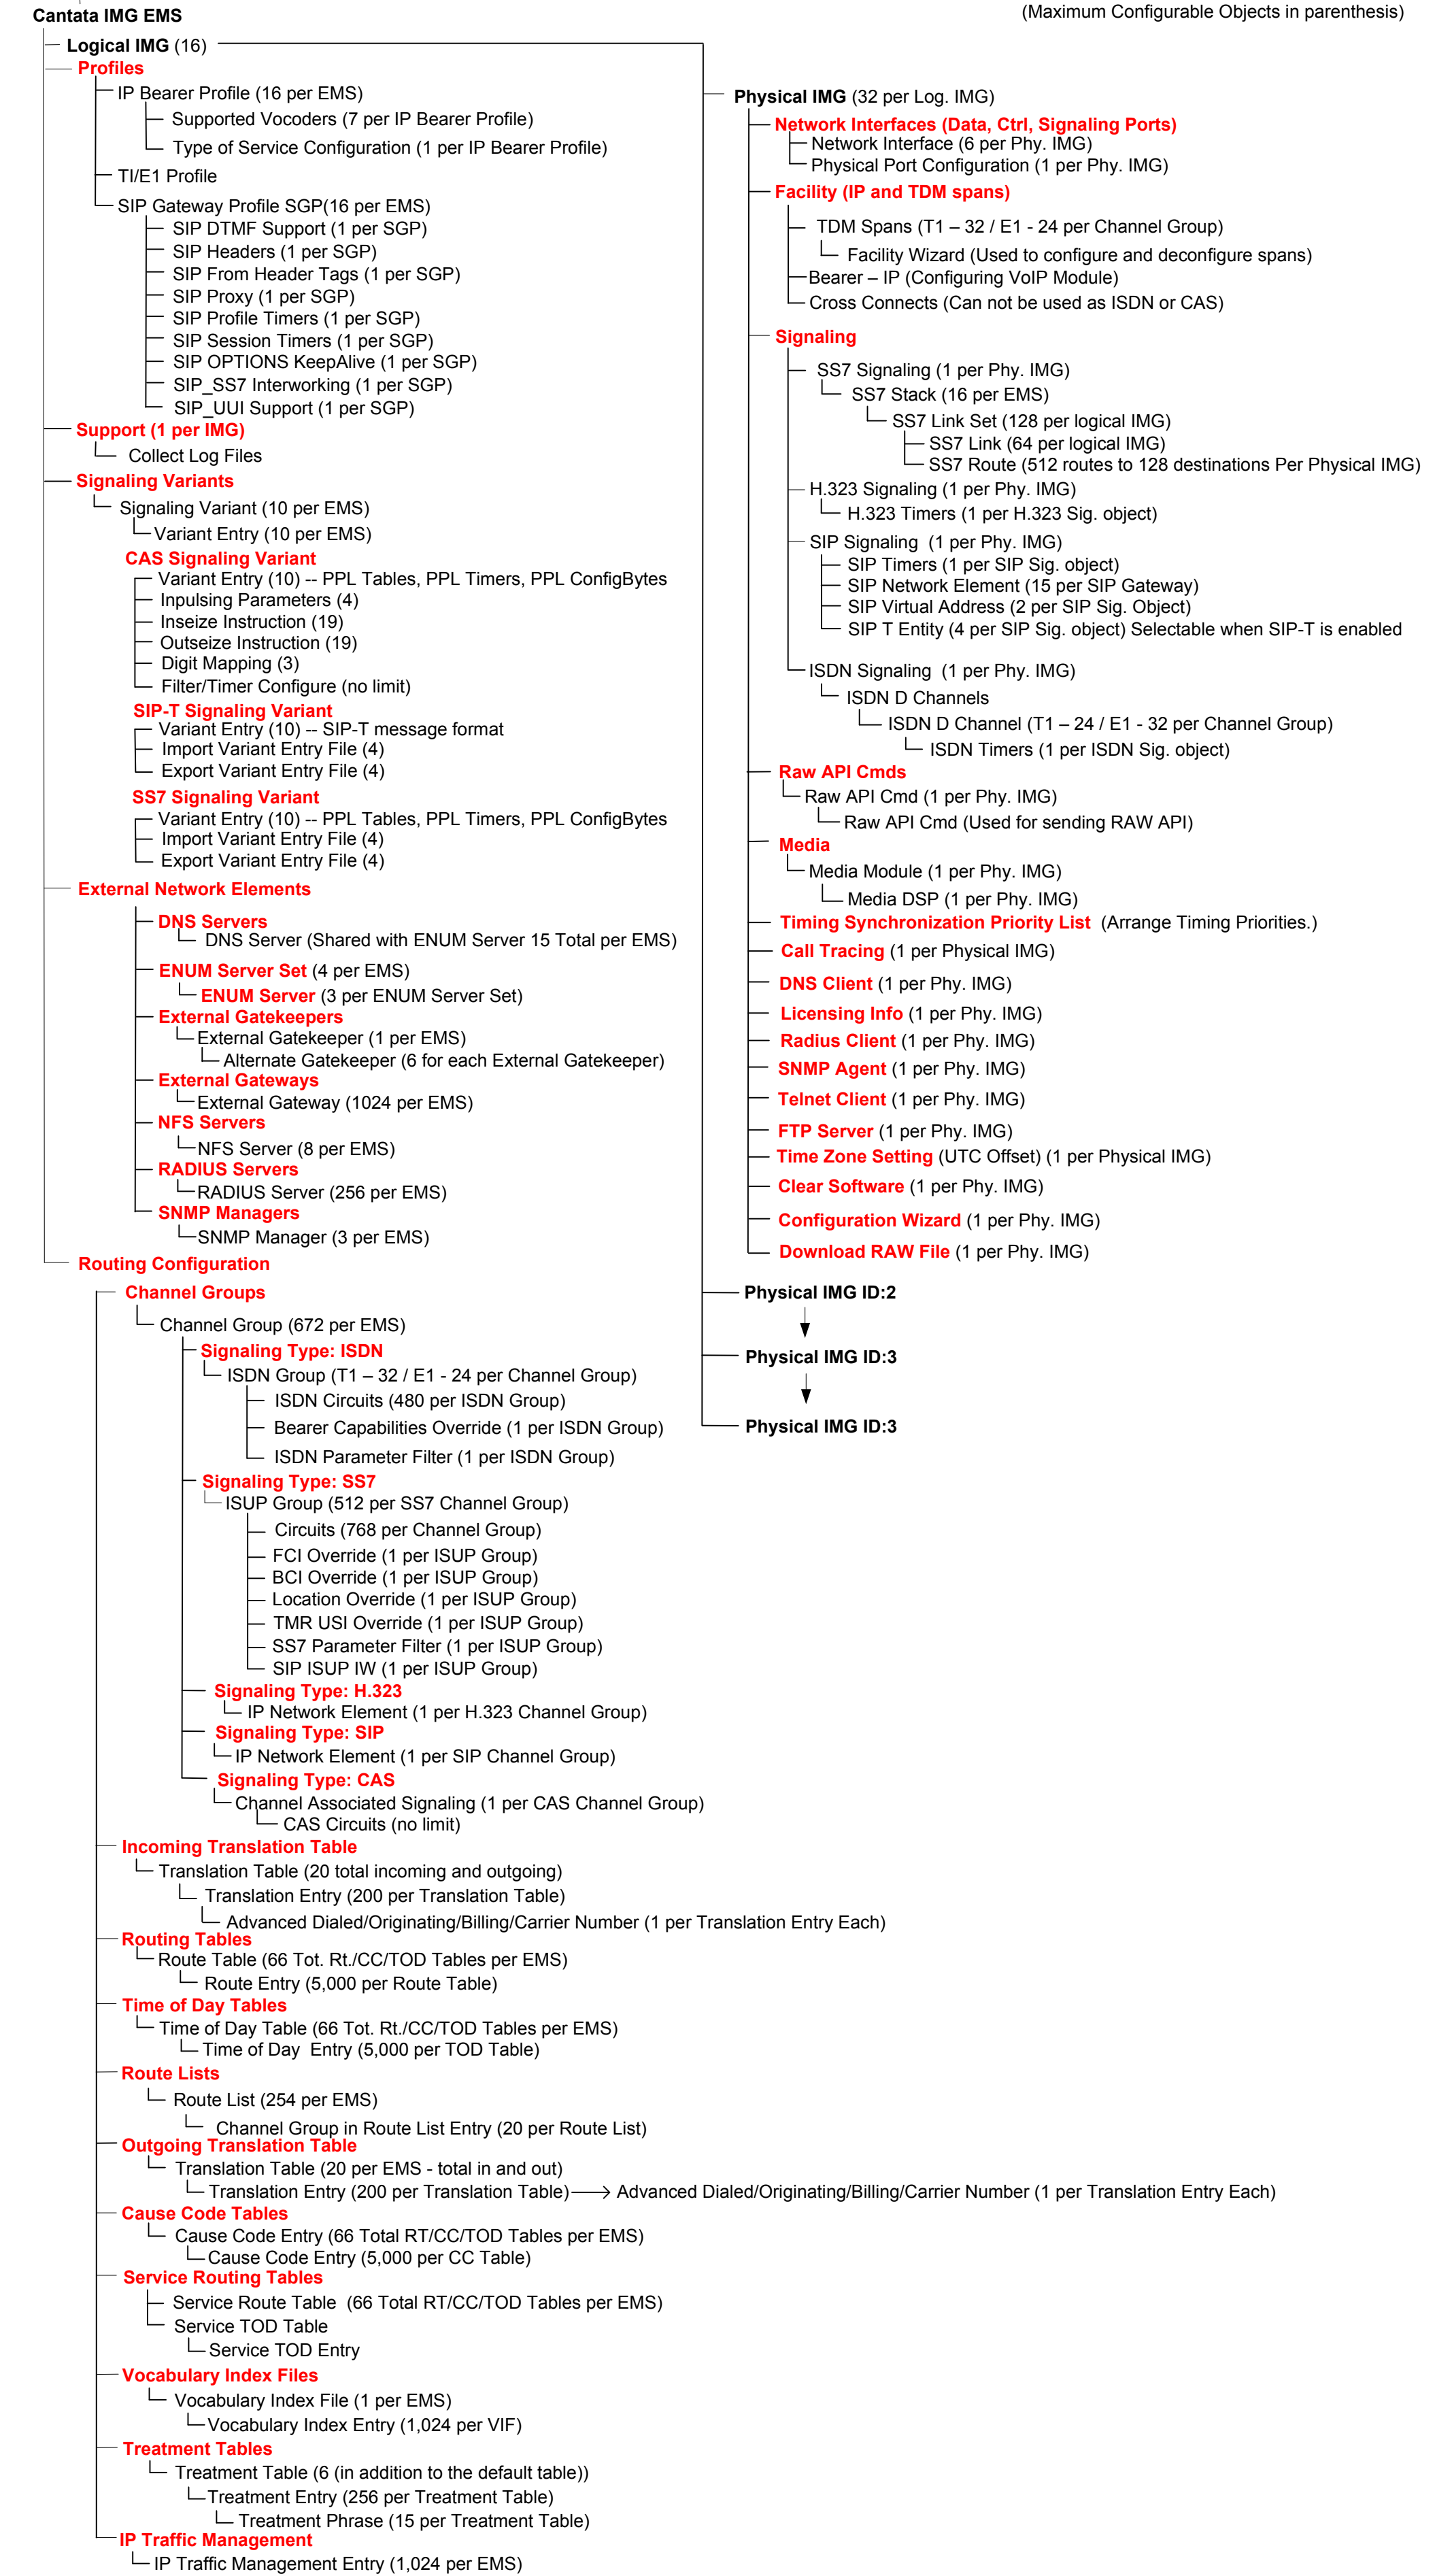 (Maximum Configurable Objects in parenthesis)
Cantata IMG EMS
Logical IMG (16)
Profiles
IP Bearer Profile (16 per EMS)
Supported Vocoders (7 per IP Bearer Profile)
Type of Service Configuration (1 per IP Bearer Profile)
TI/E1 Profile
SIP Gateway Profile SGP(16 per EMS)
SIP DTMF Support (1 per SGP)
SIP Headers (1 per SGP)
SIP From Header Tags (1 per SGP)
SIP Proxy (1 per SGP)
SIP Profile Timers (1 per SGP)
SIP Session Timers (1 per SGP)
SIP OPTIONS KeepAlive (1 per SGP)
SIP_SS7 Interworking (1 per SGP)
SIP_UUI Support (1 per SGP)
Support (1 per IMG)
Collect Log Files
Signaling Variants
Signaling Variant (10 per EMS)
Variant Entry (10 per EMS)
CAS Signaling Variant
Variant Entry (10) -- PPL Tables, PPL Timers, PPL ConfigBytes
Inpulsing Parameters (4)
Inseize Instruction (19)
Outseize Instruction (19)
Digit Mapping (3)
Filter/Timer Configure (no limit)
SIP-T Signaling Variant
Variant Entry (10) -- SIP-T message format
Import Variant Entry File (4)
Export Variant Entry File (4)
SS7 Signaling Variant
Variant Entry (10) -- PPL Tables, PPL Timers, PPL ConfigBytes
Import Variant Entry File (4)
Export Variant Entry File (4)
External Network Elements
DNS Servers
DNS Server (Shared with ENUM Server 15 Total per EMS)
ENUM Server Set (4 per EMS)
ENUM Server (3 per ENUM Server Set)
External Gatekeepers
External Gatekeeper (1 per EMS)
Alternate Gatekeeper (6 for each External Gatekeeper)
External Gateways
External Gateway (1024 per EMS)
NFS Servers
NFS Server (8 per EMS)
RADIUS Servers
RADIUS Server (256 per EMS)
SNMP Managers
SNMP Manager (3 per EMS)
Routing Configuration
Channel Groups
Channel Group (672 per EMS)
Signaling Type: ISDN
ISDN Group (T1 – 32 / E1 - 24 per Channel Group)
ISDN Circuits (480 per ISDN Group)
Bearer Capabilities Override (1 per ISDN Group)
ISDN Parameter Filter (1 per ISDN Group)
Signaling Type: SS7
ISUP Group (512 per SS7 Channel Group)
Circuits (768 per Channel Group)
FCI Override (1 per ISUP Group)
BCI Override (1 per ISUP Group)
Location Override (1 per ISUP Group)
TMR USI Override (1 per ISUP Group)
SS7 Parameter Filter (1 per ISUP Group)
SIP ISUP IW (1 per ISUP Group)
Signaling Type: H.323
IP Network Element (1 per H.323 Channel Group)
Signaling Type: SIP
IP Network Element (1 per SIP Channel Group)
Signaling Type: CAS
Channel Associated Signaling (1 per CAS Channel Group)
CAS Circuits (no limit)
Incoming Translation Table
Translation Table (20 total incoming and outgoing)
Translation Entry (200 per Translation Table)
Advanced Dialed/Originating/Billing/Carrier Number (1 per Translation Entry Each)
Routing Tables
Route Table (66 Tot. Rt./CC/TOD Tables per EMS)
Route Entry (5,000 per Route Table)
Time of Day Tables
Time of Day Table (66 Tot. Rt./CC/TOD Tables per EMS)
Time of Day Entry (5,000 per TOD Table)
Route Lists
Route List (254 per EMS)
Channel Group in Route List Entry (20 per Route List)
Outgoing Translation Table
Translation Table (20 per EMS - total in and out)
Translation Entry (200 per Translation Table) Advanced Dialed/Originating/Billing/Carrier Number (1 per Translation Entry Each)
Cause Code Tables
Cause Code Entry (66 Total RT/CC/TOD Tables per EMS)
Cause Code Entry (5,000 per CC Table)
Service Routing Tables
Service Route Table (66 Total RT/CC/TOD Tables per EMS)
Service TOD Table
Service TOD Entry
Vocabulary Index Files
Vocabulary Index File (1 per EMS)
Vocabulary Index Entry (1,024 per VIF)
Treatment Tables
Treatment Table (6 (in addition to the default table))
Treatment Entry (256 per Treatment Table)
Treatment Phrase (15 per Treatment Table)
IP Traffic Management
IP Traffic Management Entry (1,024 per EMS)
Physical IMG (32 per Log. IMG)
Network Interfaces (Data, Ctrl, Signaling Ports)
Network Interface (6 per Phy. IMG)
Physical Port Configuration (1 per Phy. IMG)
Facility (IP and TDM spans)
TDM Spans (T1 – 32 / E1 - 24 per Channel Group)
Facility Wizard (Used to configure and deconfigure spans)
Bearer – IP (Configuring VoIP Module)
Cross Connects (Can not be used as ISDN or CAS)
Signaling
SS7 Signaling (1 per Phy. IMG)
SS7 Stack (16 per EMS)
SS7 Link Set (128 per logical IMG)
SS7 Link (64 per logical IMG)
SS7 Route (512 routes to 128 destinations Per Physical IMG)
H.323 Signaling (1 per Phy. IMG)
H.323 Timers (1 per H.323 Sig. object)
SIP Signaling (1 per Phy. IMG)
SIP Timers (1 per SIP Sig. object)
SIP Network Element (15 per SIP Gateway)
SIP Virtual Address (2 per SIP Sig. Object)
SIP T Entity (4 per SIP Sig. object) Selectable when SIP-T is enabled
ISDN Signaling (1 per Phy. IMG)
ISDN D Channels
ISDN D Channel (T1 – 24 / E1 - 32 per Channel Group)
ISDN Timers (1 per ISDN Sig. object)
Raw API Cmds
Raw API Cmd (1 per Phy. IMG)
Raw API Cmd (Used for sending RAW API)
Media
Media Module (1 per Phy. IMG)
Media DSP (1 per Phy. IMG)
Timing Synchronization Priority List (Arrange Timing Priorities.)
Call Tracing (1 per Physical IMG)
DNS Client (1 per Phy. IMG)
Licensing Info (1 per Phy. IMG)
Radius Client (1 per Phy. IMG)
SNMP Agent (1 per Phy. IMG)
Telnet Client (1 per Phy. IMG)
FTP Server (1 per Phy. IMG)
Time Zone Setting (UTC Offset) (1 per Physical IMG)
Clear Software (1 per Phy. IMG)
Configuration Wizard (1 per Phy. IMG)
Download RAW File (1 per Phy. IMG)
Physical IMG ID:2
Physical IMG ID:3
Physical IMG ID:3